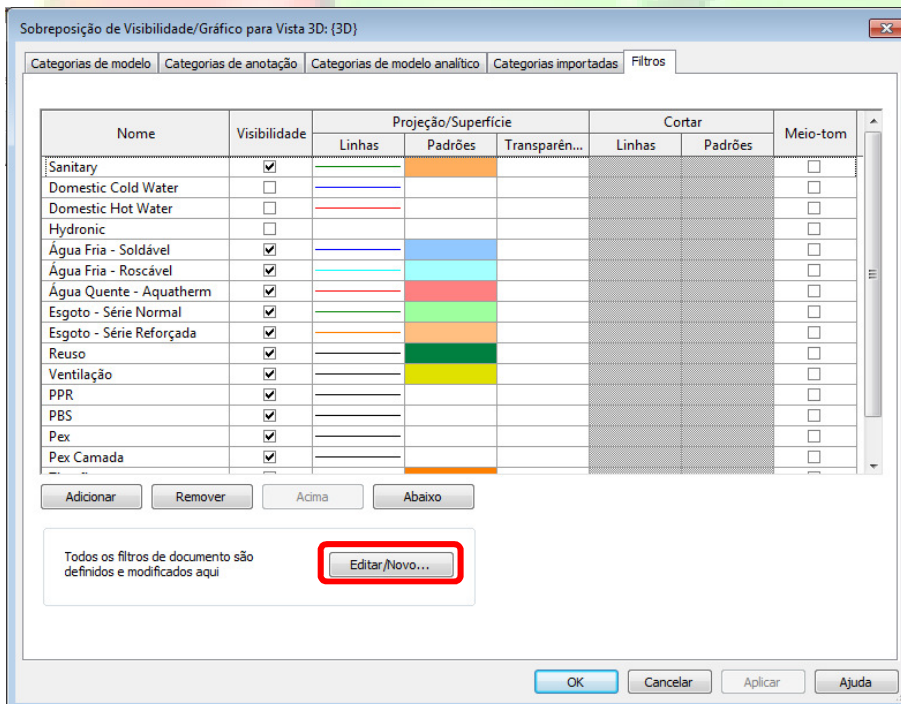 Sobreposição de Visibilidade/Gráfico para Vista 3D: {3D}
Categorias de modelo Categorias de anotação Categorias de modelo analítico Categorias importadas Filtros
Nome Visibilidade Projeção/Superfície Cortar Meio-tom
Linhas Padrões Transparên... Linhas Padrões
Sanitary
Domestic Cold Water
Domestic Hot Water
Hydronic
Água Fria - Soldável
Água Fria - Roscável
Água Quente - Aquatherm
Esgoto - Série Normal
Esgoto - Série Reforçada
Reuso
Ventilação
PPR
PBS
Pex
Pex Camada
Adicionar Remover Acima Abaixo
Todos os filtros de documento são
definidos e modificados aqui
Editar/Novo...
OK Cancelar Aplicar Ajuda